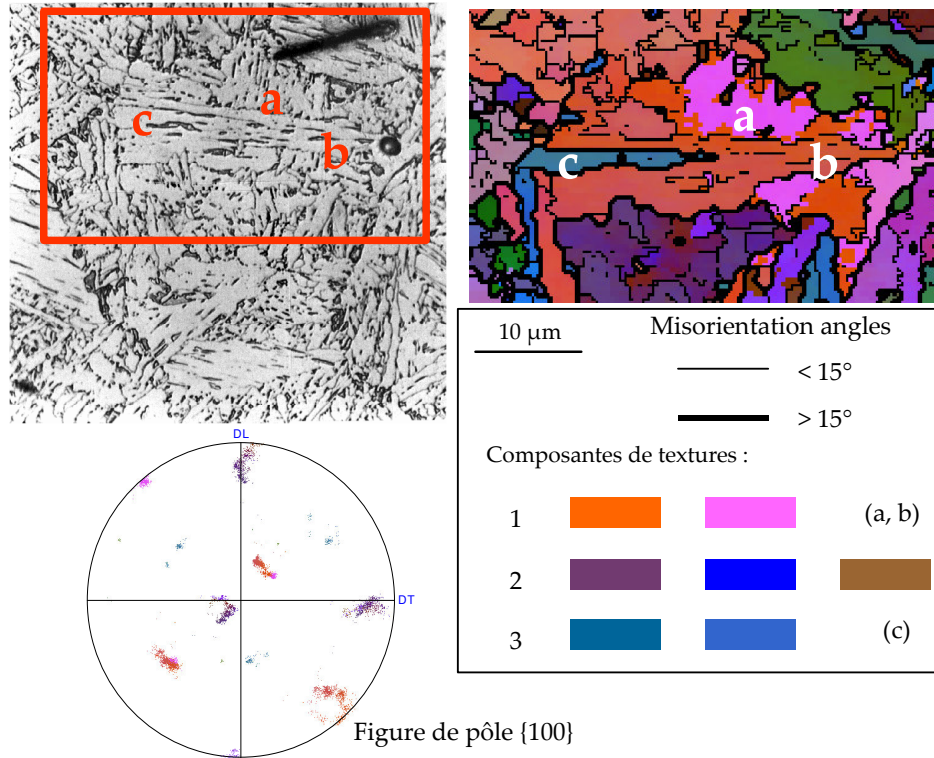 a
c
b
a
c
b
10 µm
Misorientation angles
< 15°
> 15°
Composantes de textures :
1
(a, b)
2
3
(c)
DL
DT
Figure de pôle {100}